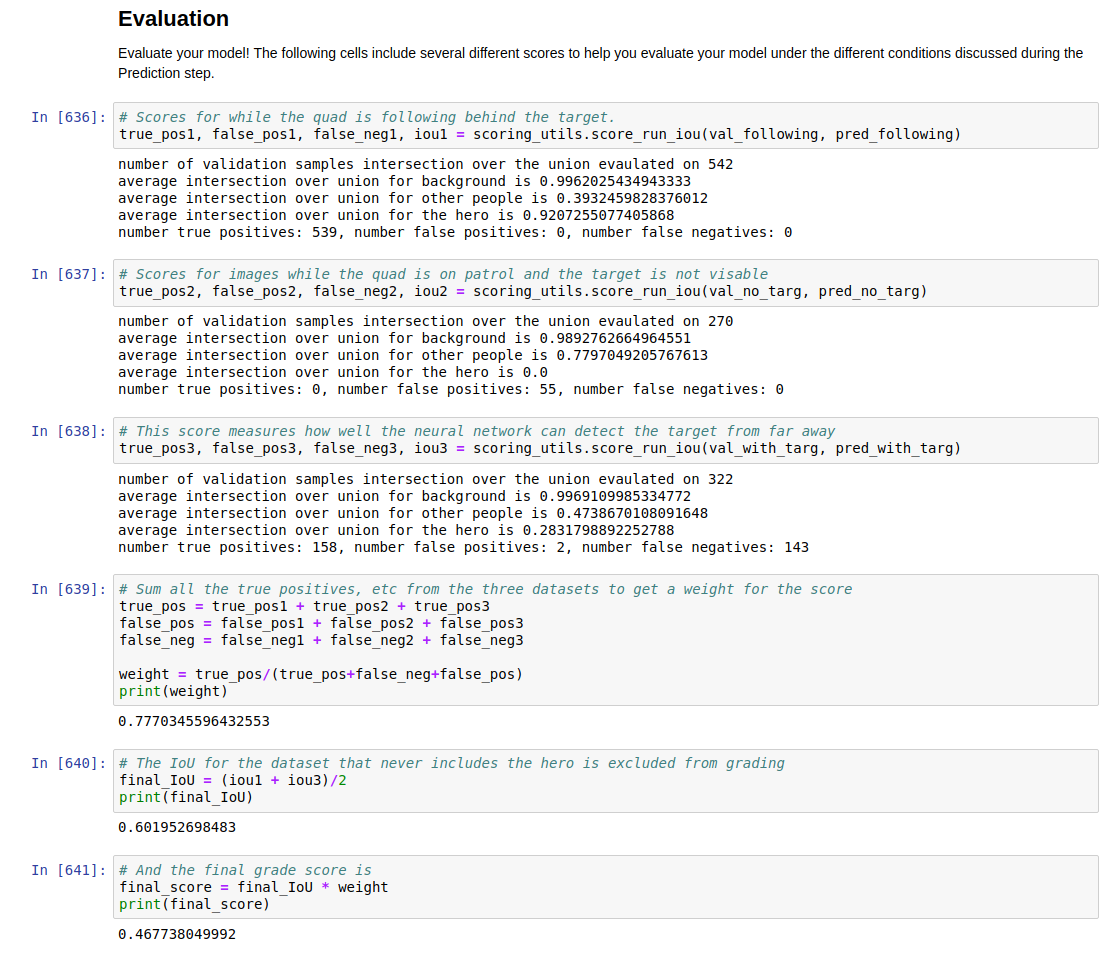 Evaluation
Evaluate your model! The following cells include several different scores to help you evaluate your model under the different conditions discussed during the
Prediction step.
In [636]: # Scores for while the quad is following behind the target.
true_pos1, false_pos1, false_neg1, iou1 = scoring_utils.score_run_iou(val_following, pred_following)
number of validation samples intersection over the union evaulated on 542
average intersection over union for background is 0.9962025434943333
average intersection over union for other people is 0.3932459828376012
average intersection over union for the hero is 0.9207255077405868
number true positives: 539, number false positives: 0, number false negatives: 0
In [637]: # Scores for images while the quad is on patrol and the target is not visable
true_pos2, false_pos2, false_neg2, iou2 = scoring_utils.score_run_iou(val_no_targ, pred_no_targ)
number of validation samples intersection over the union evaulated on 270
average intersection over union for background is 0.9892762664964551
average intersection over union for other people is 0.7797049205767613
average intersection over union for the hero is 0.0
number true positives: 0, number false positives: 55, number false negatives: 0
In [638]: # This score measures how well the neural network can detect the target from far away
true_pos3, false_pos3, false_neg3, iou3 = scoring_utils.score_run_iou(val_with_targ, pred_with_targ)
number of validation samples intersection over the union evaulated on 322
average intersection over union for background is 0.9969109985334772
average intersection over union for other people is 0.4738670108091648
average intersection over union for the hero is 0.2831798892252788
number true positives: 158, number false positives: 2, number false negatives: 143
In [639]: # Sum all the true positives, etc from the three datasets to get a weight for the score
true_pos = true_pos1 + true_pos2 + true_pos3
false_pos = false_pos1 + false_pos2 + false_pos3
false_neg = false_neg1 + false_neg2 + false_neg3
weight = true_pos/(true_pos+false_neg+false_pos)
print(weight)
0.7770345596432553
In [640]: # The IoU for the dataset that never includes the hero is excluded from grading
final_IoU = (iou1 + iou3)/2
print(final_IoU)
0.601952698483
In [641]: # And the final grade score is
final_score = final_IoU * weight
print(final_score)
0.467738049992